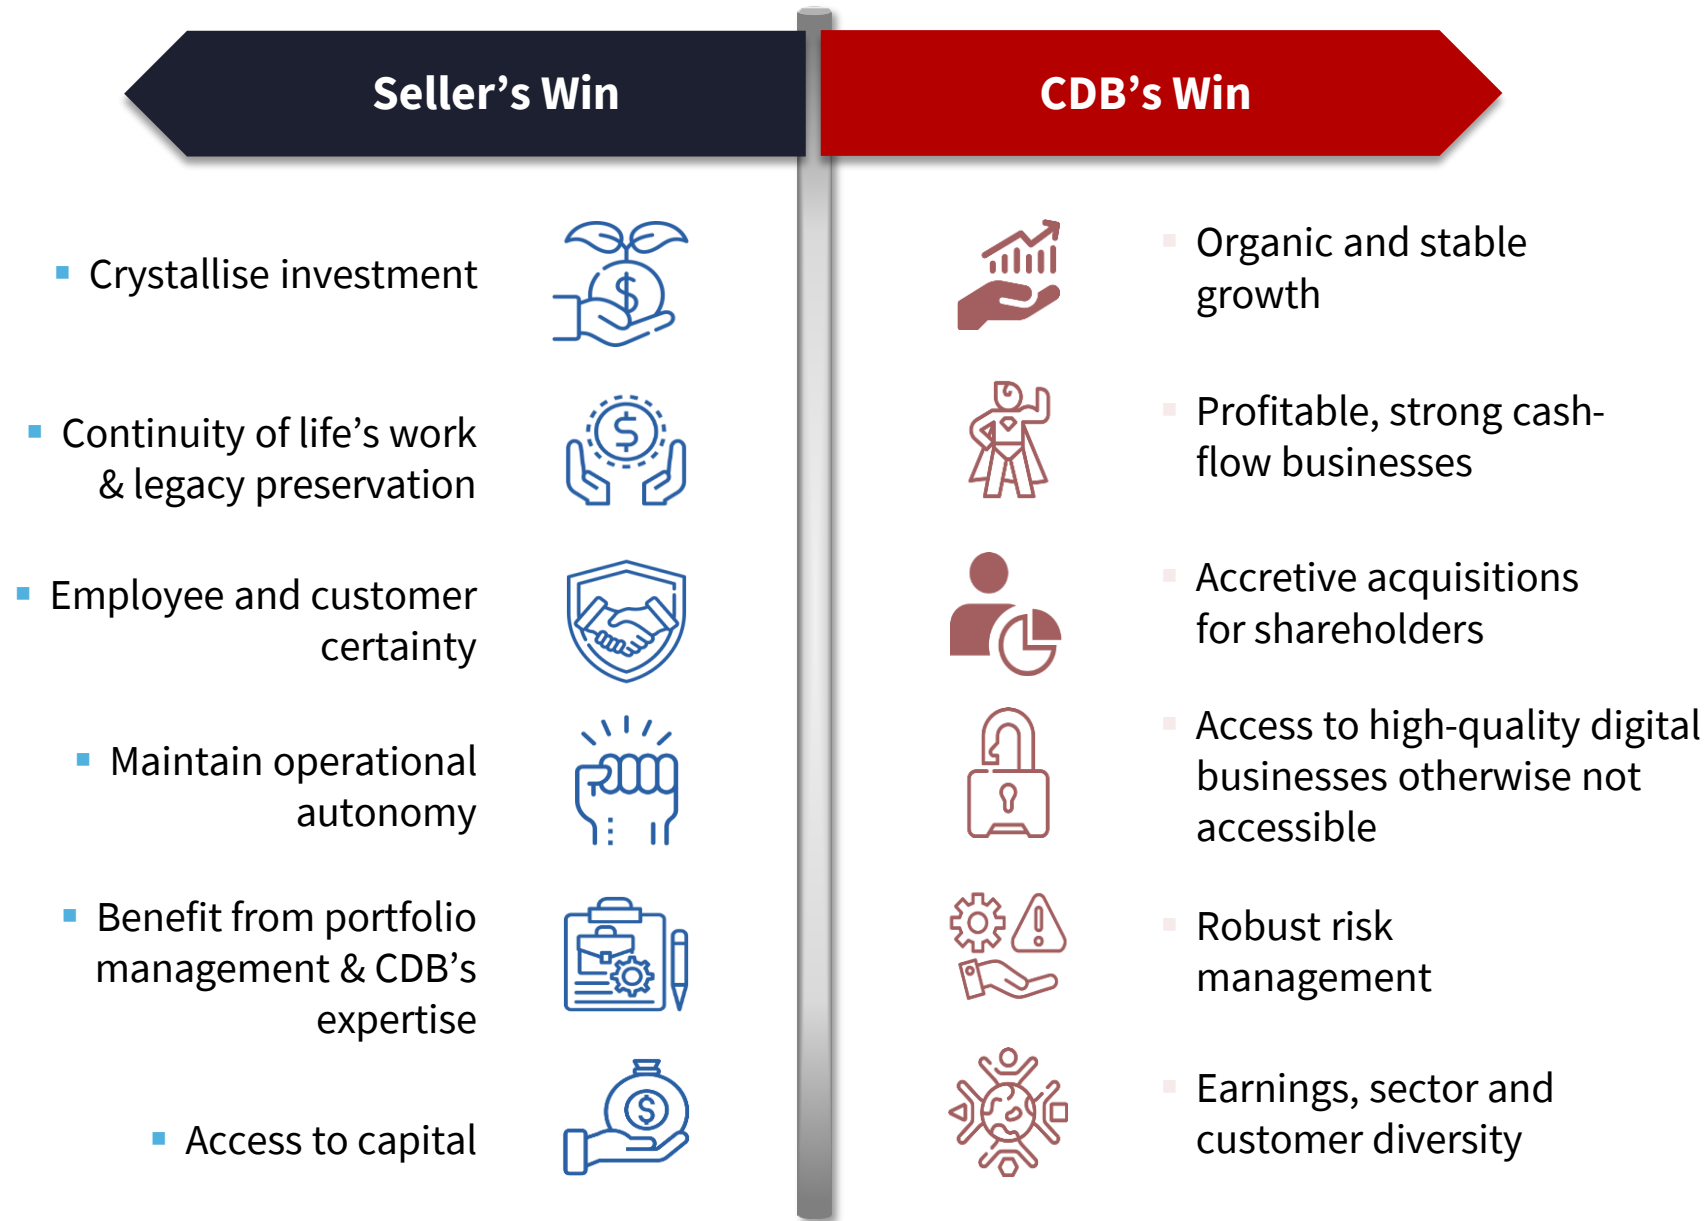 Seller’s Win
Crystallise investment
Continuity of life’s work
& legacy preservation
Employee and customer
certainty
Maintain operational
autonomy
Benefit from portfolio
management & CDB’s
expertise
Access to capital
CDB’s Win
Organic and stable
growth
Profitable, strong cash-
flow businesses
Accretive acquisitions
for shareholders
Access to high-quality digital
businesses otherwise not
accessible
Robust risk
management
Earnings, sector and
customer diversity